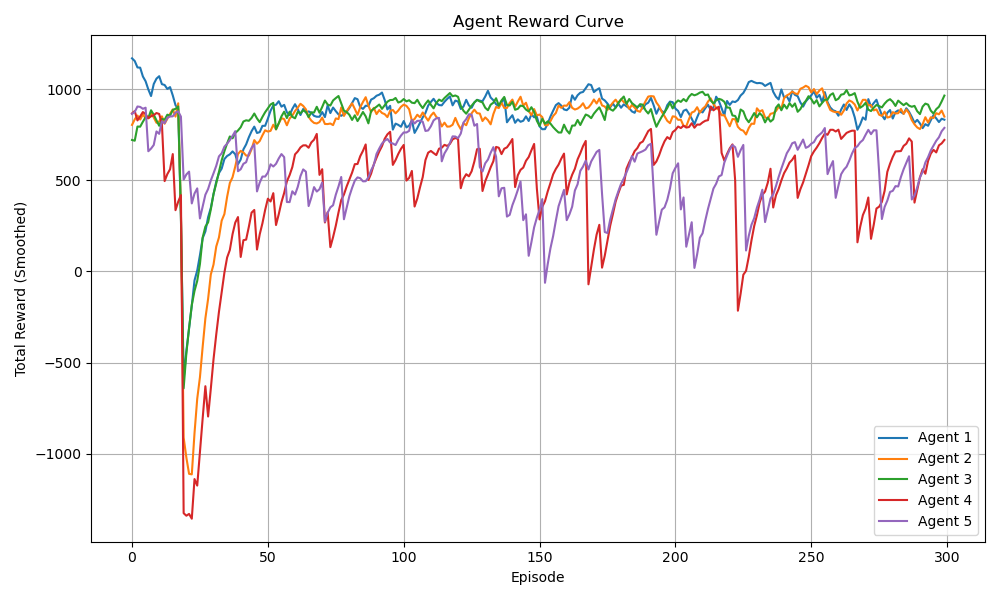 Agent Reward Curve
Total Reward (Smoothed)
1000
500
0
−500
−1000
0
50
100
150
200
250
300
Episode
Agent 1
Agent 2
Agent 3
Agent 4
Agent 5